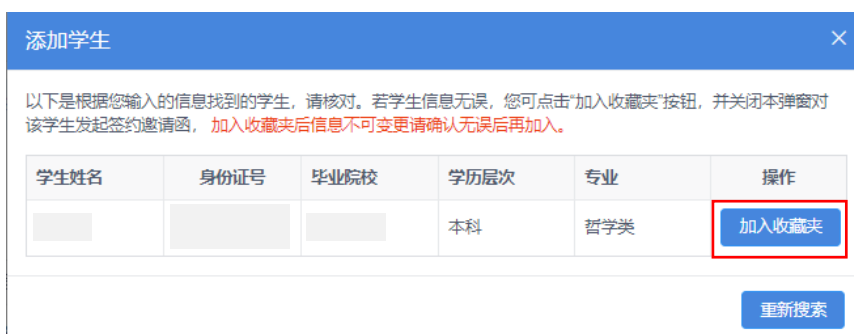 添加学生
以下是根据您输入的信息找到的学生，请核对。若学生信息无误，您可点击“加入收藏夹”按钮，并关闭本弹窗对
该学生发起签约邀请函， 加入收藏夹后信息不可变更请确认无误后再加入。
学生姓名 身份证号 毕业院校 学历层次 专业 操作
本科 哲学类 加入收藏夹
重新搜索